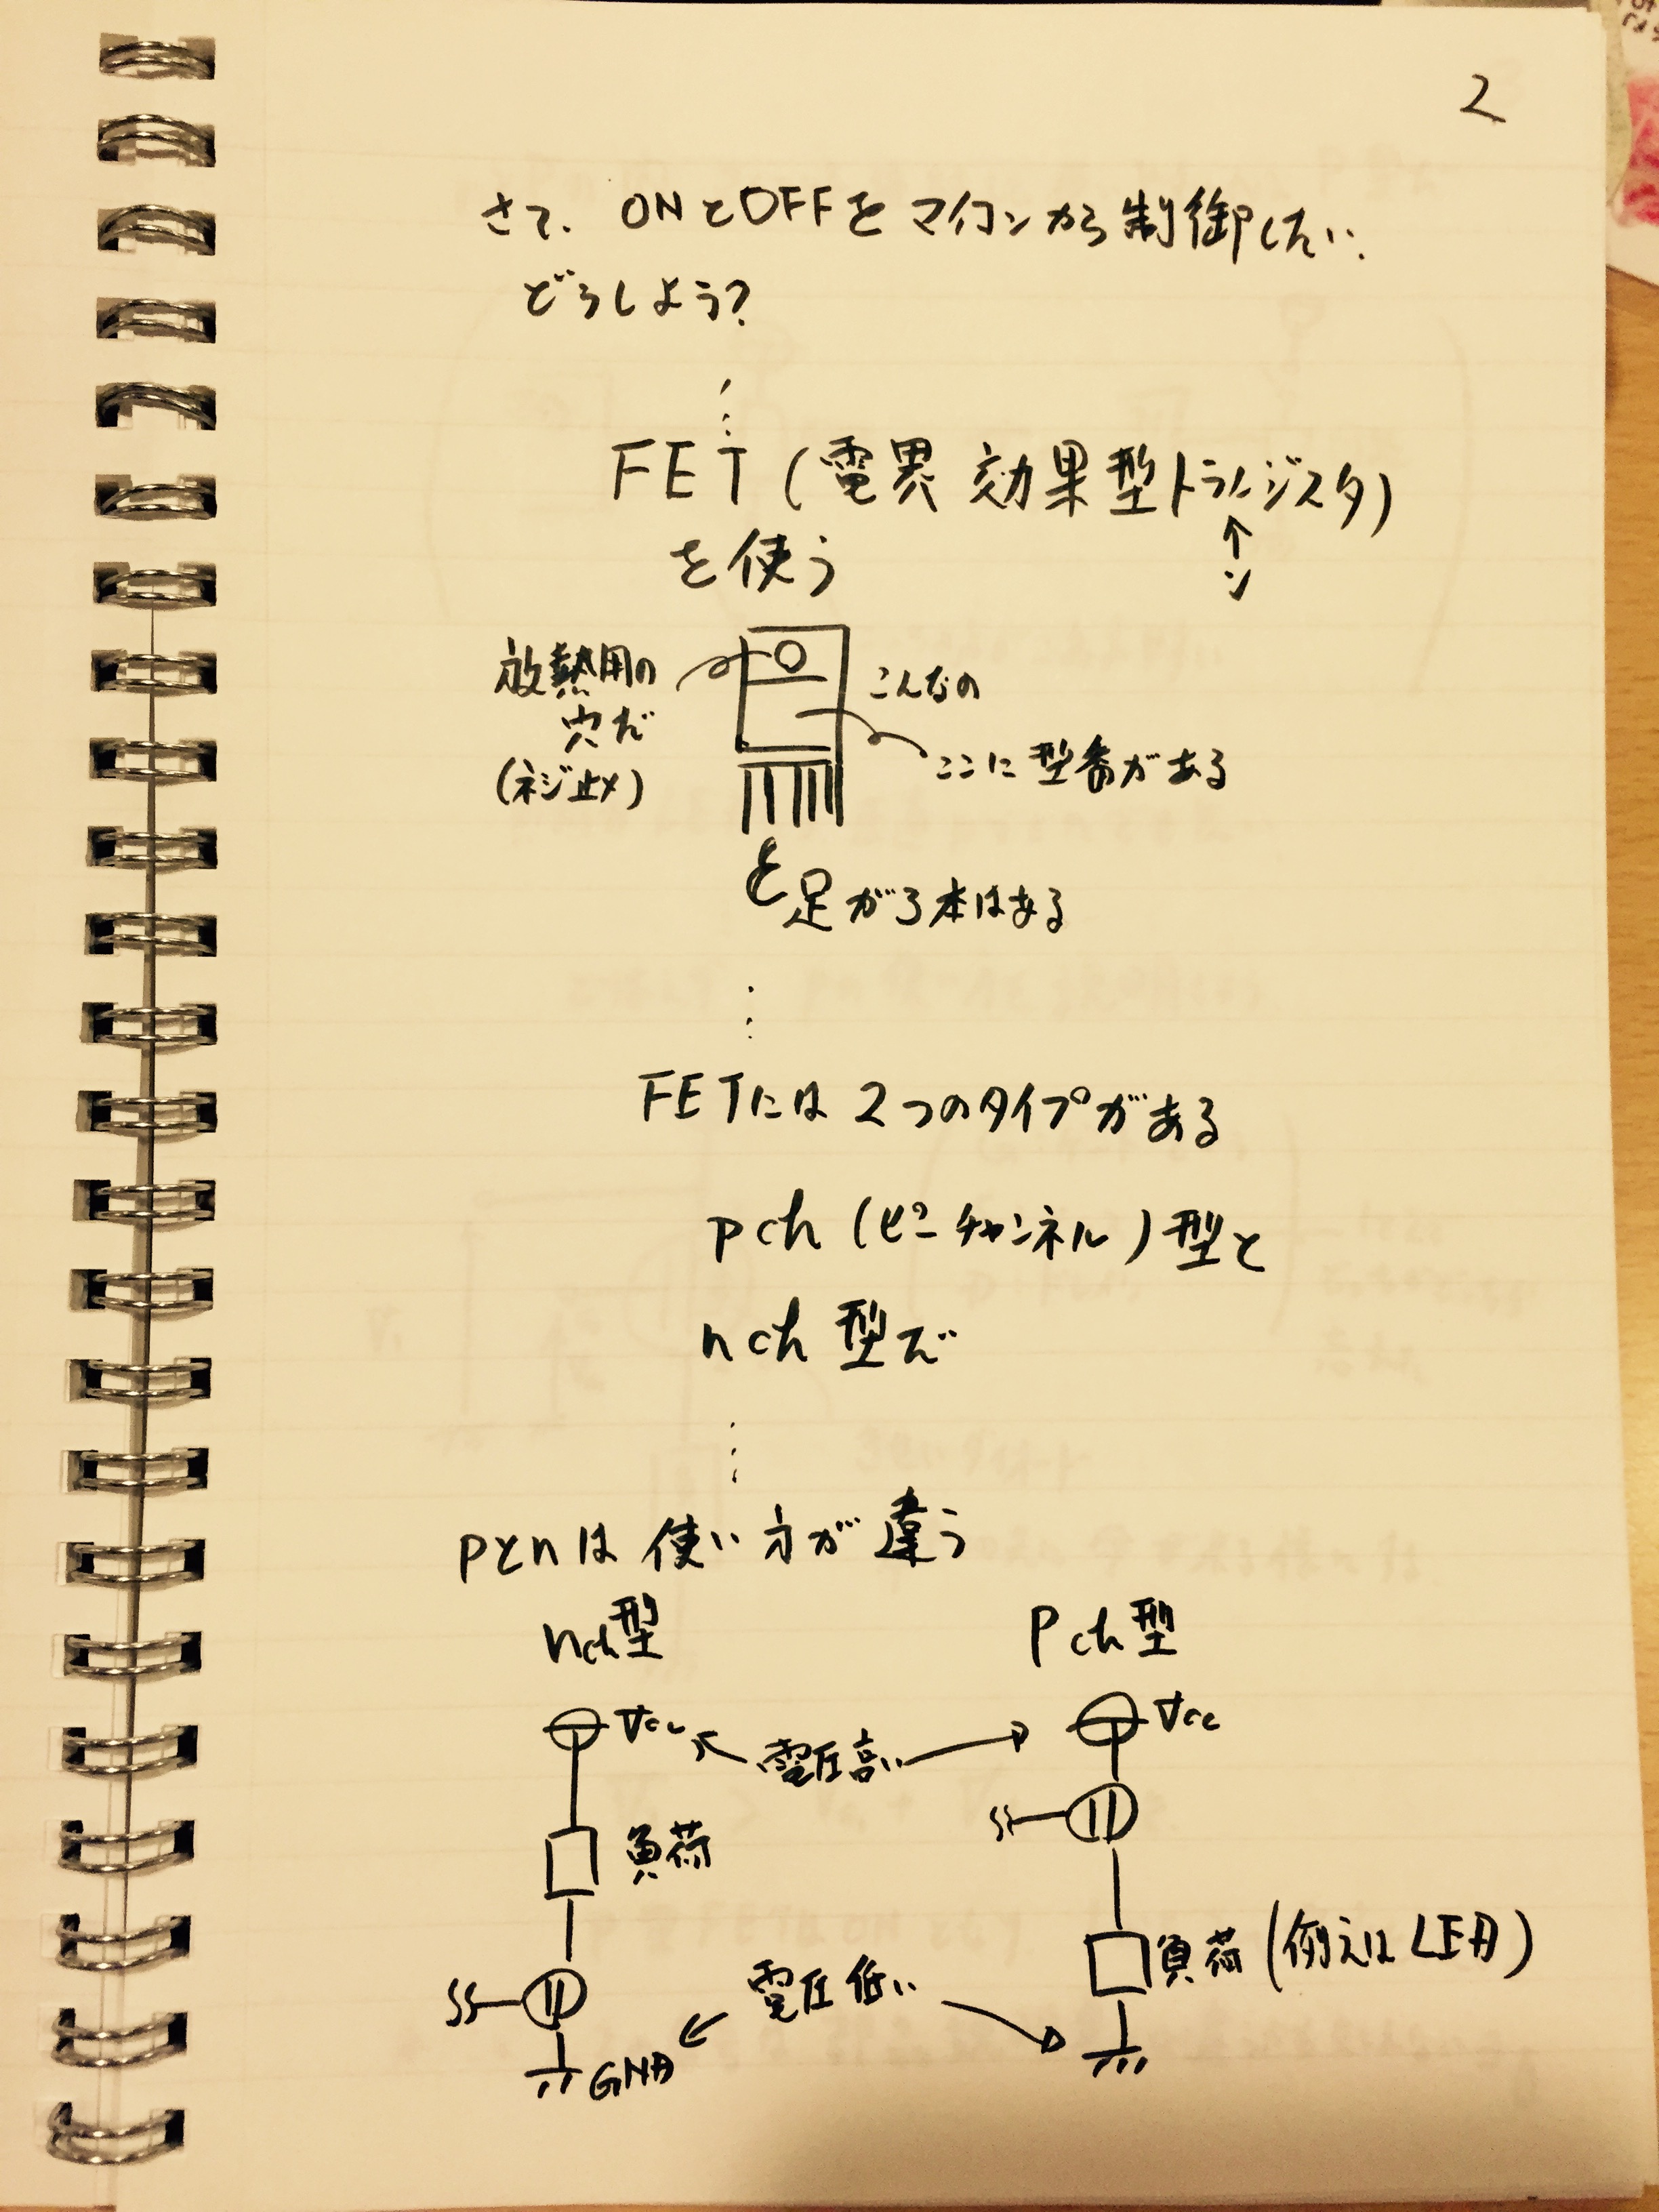 2
さて、ONとOFFをマイコンから制御したい、
どうしよう?
FET(電界効果型トランジスタ)
↑
ン
を使う
放熱用の
穴だ
(ネジ止メ)
こんなの
ここに型番がある
と足が3本はある
FETには2つのタイプがある
pch(ピーチャンネル)型と
nch型で
pとnは使い方が違う
nch型
Pch型
Vcc
電圧高い
Vcc
負荷
負荷(例えばLED)
電圧低い
GND